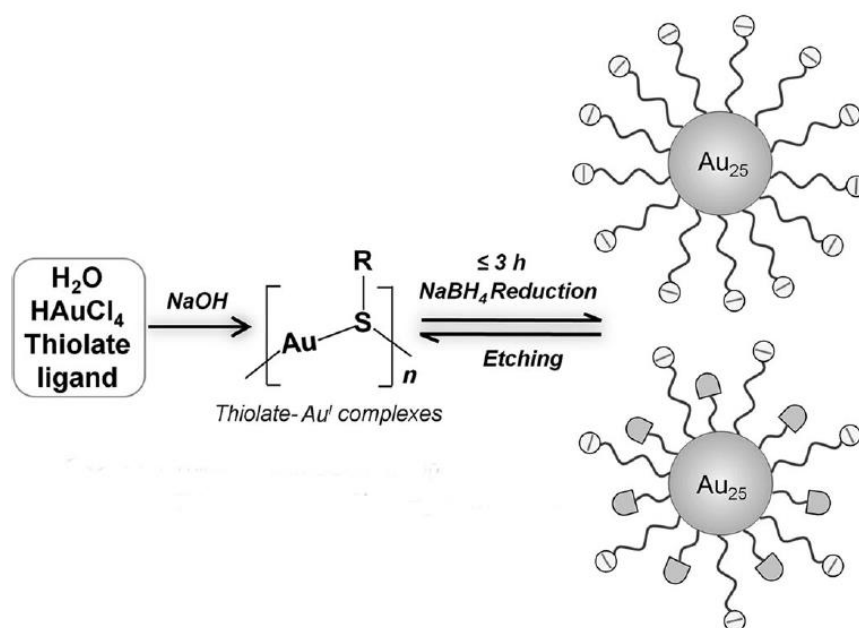 H₂O
HAuCl₄
Thiolate
ligand
NaOH
R
Au
S
n
Thiolate- Auᴵ complexes
≤ 3 h
NaBH₄ Reduction
Etching
Au₂₅
Au₂₅